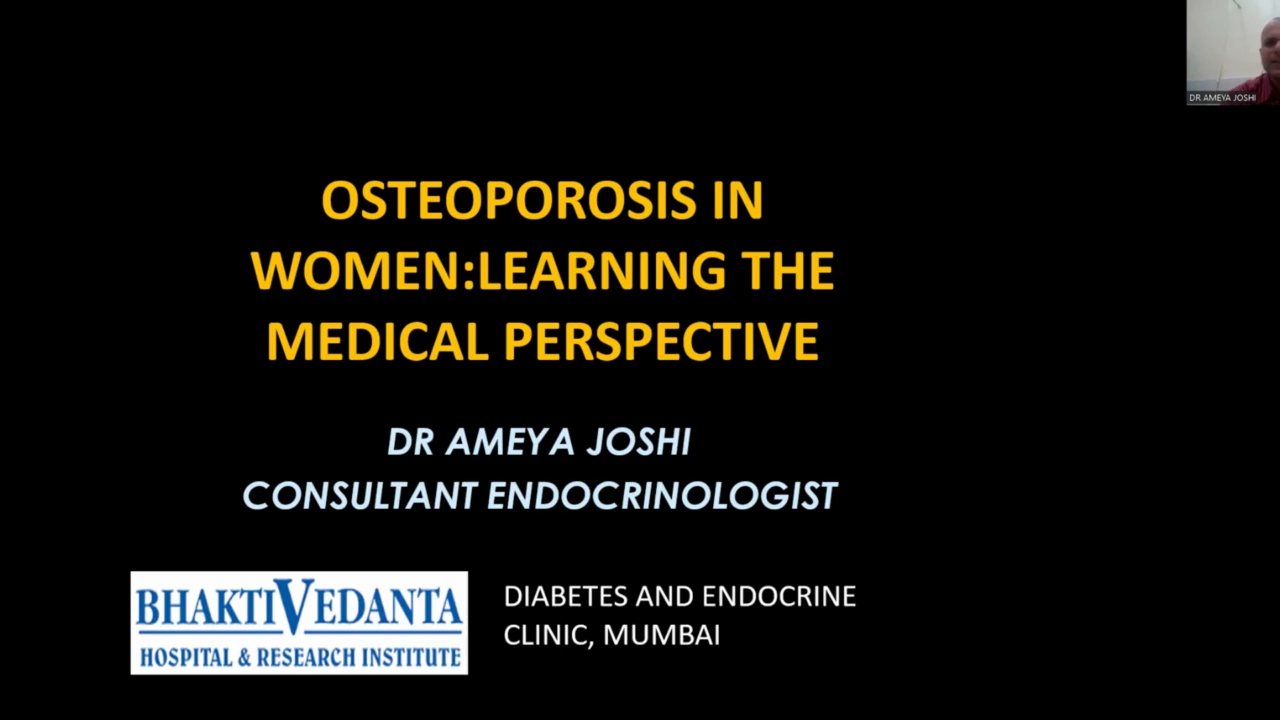 DR AMEYA JOSHI
OSTEOPOROSIS IN
WOMEN:LEARNING THE
MEDICAL PERSPECTIVE
DR AMEYA JOSHI
CONSULTANT ENDOCRINOLOGIST
BHAKTIVEDANTA
HOSPITAL & RESEARCH INSTITUTE
DIABETES AND ENDOCRINE
CLINIC, MUMBAI